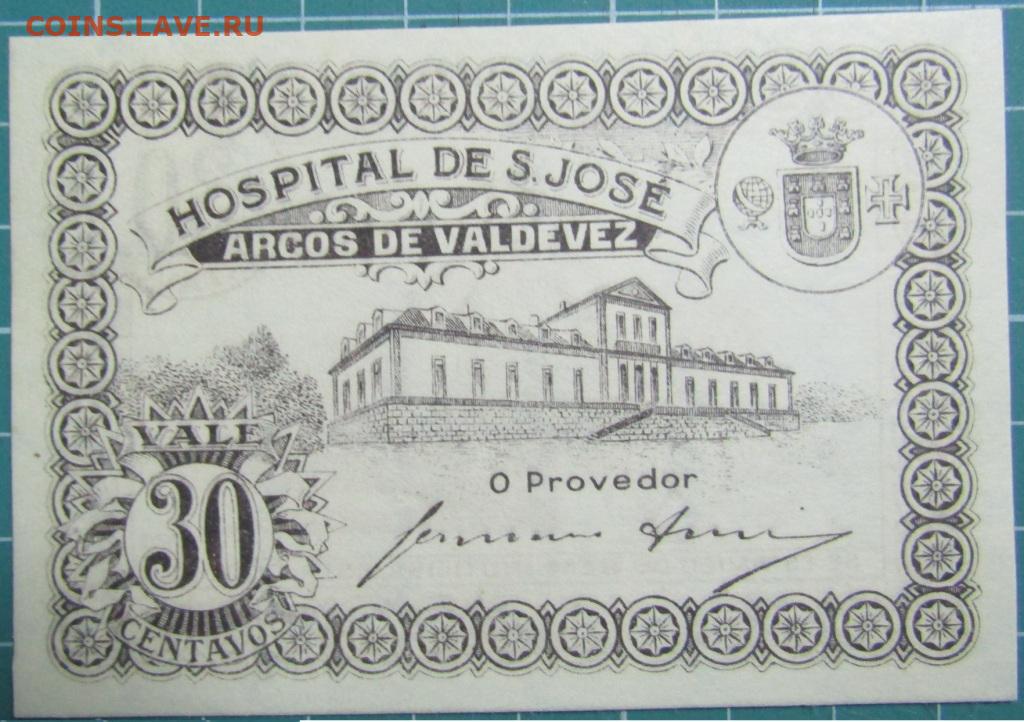 COINS.LAVE.RU
HOSPITAL DE S. JOSÉ
ARCOS DE VALDEVEZ
VALE
30
CENTAVOS
O Provedor